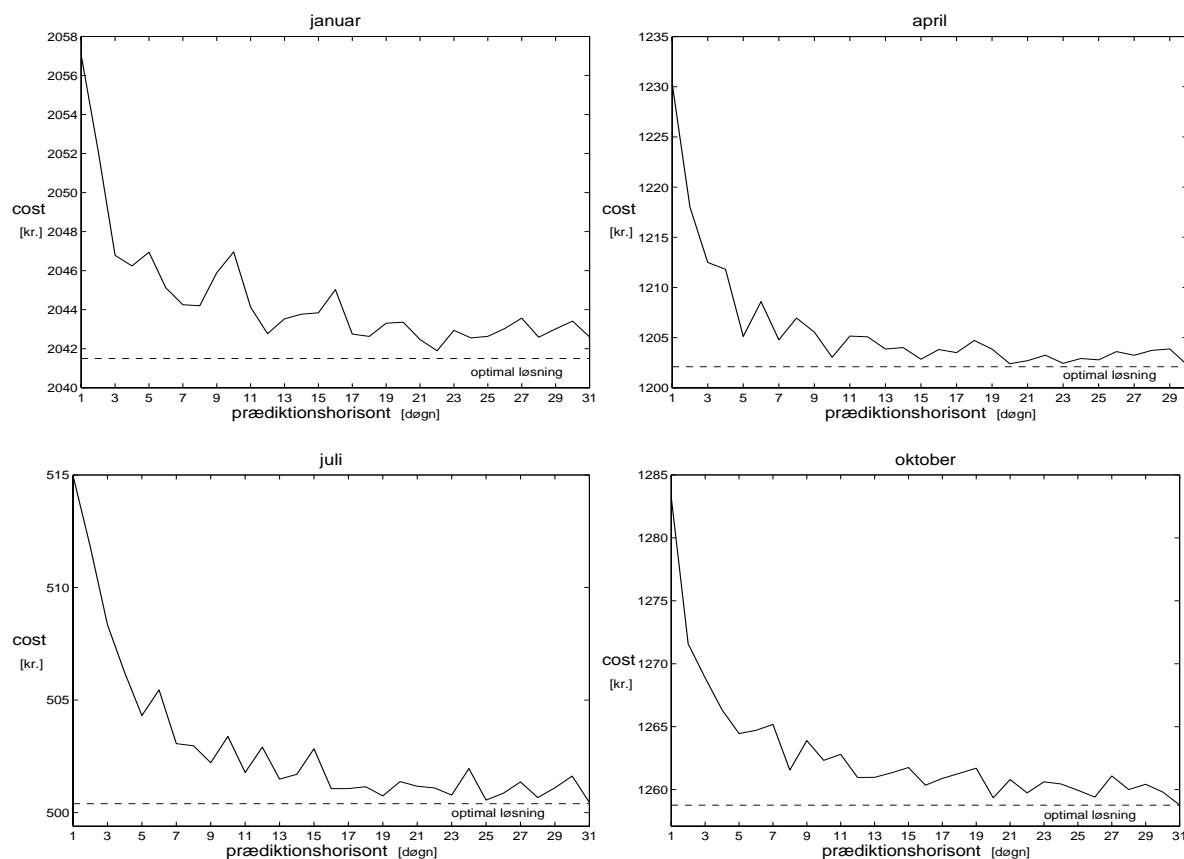 januar
2058
2056
2054
2052
2050
2048
2046
2044
2042
2040
cost
[kr.]
optimal løsning
1 3 5 7 9 11 13 15 17 19 21 23 25 27 29 31
prædiktionshorisont [døgn]
april
1235
1230
1225
1220
1215
1210
1205
1200
cost
[kr.]
optimal løsning
1 3 5 7 9 11 13 15 17 19 21 23 25 27 29
prædiktionshorisont [døgn]
juli
515
510
505
500
cost
[kr.]
optimal løsning
1 3 5 7 9 11 13 15 17 19 21 23 25 27 29 31
prædiktionshorisont [døgn]
oktober
1285
1280
1275
1270
1265
1260
cost
[kr.]
optimal løsning
1 3 5 7 9 11 13 15 17 19 21 23 25 27 29 31
prædiktionshorisont [døgn]